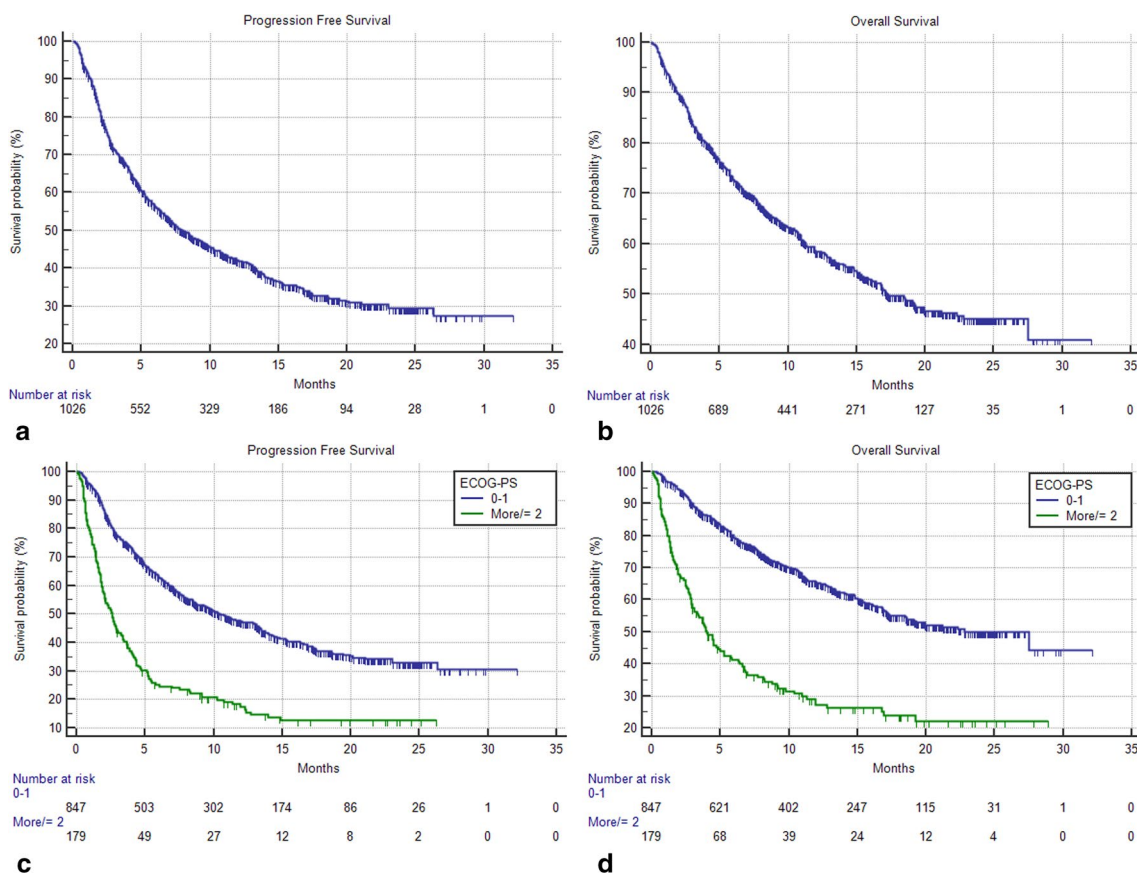 Progression Free Survival
Survival probability (%)
100
90
80
70
60
50
40
30
20
0 5 10 15 20 25 30 35
Months
Number at risk
1026 552 329 186 94 28 1 0
a
Overall Survival
Survival probability (%)
100
90
80
70
60
50
40
0 5 10 15 20 25 30 35
Months
Number at risk
1026 689 441 271 127 35 1 0
b
Progression Free Survival
Survival probability (%)
100
90
80
70
60
50
40
30
20
10
ECOG-PS
0-1
More/= 2
0 5 10 15 20 25 30 35
Months
Number at risk
0-1
847 503 302 174 86 26 1 0
More/= 2
179 49 27 12 8 2 0 0
c
Overall Survival
Survival probability (%)
100
90
80
70
60
50
40
30
20
ECOG-PS
0-1
More/= 2
0 5 10 15 20 25 30 35
Months
Number at risk
0-1
847 621 402 247 115 31 1 0
More/= 2
179 68 39 24 12 4 0 0
d